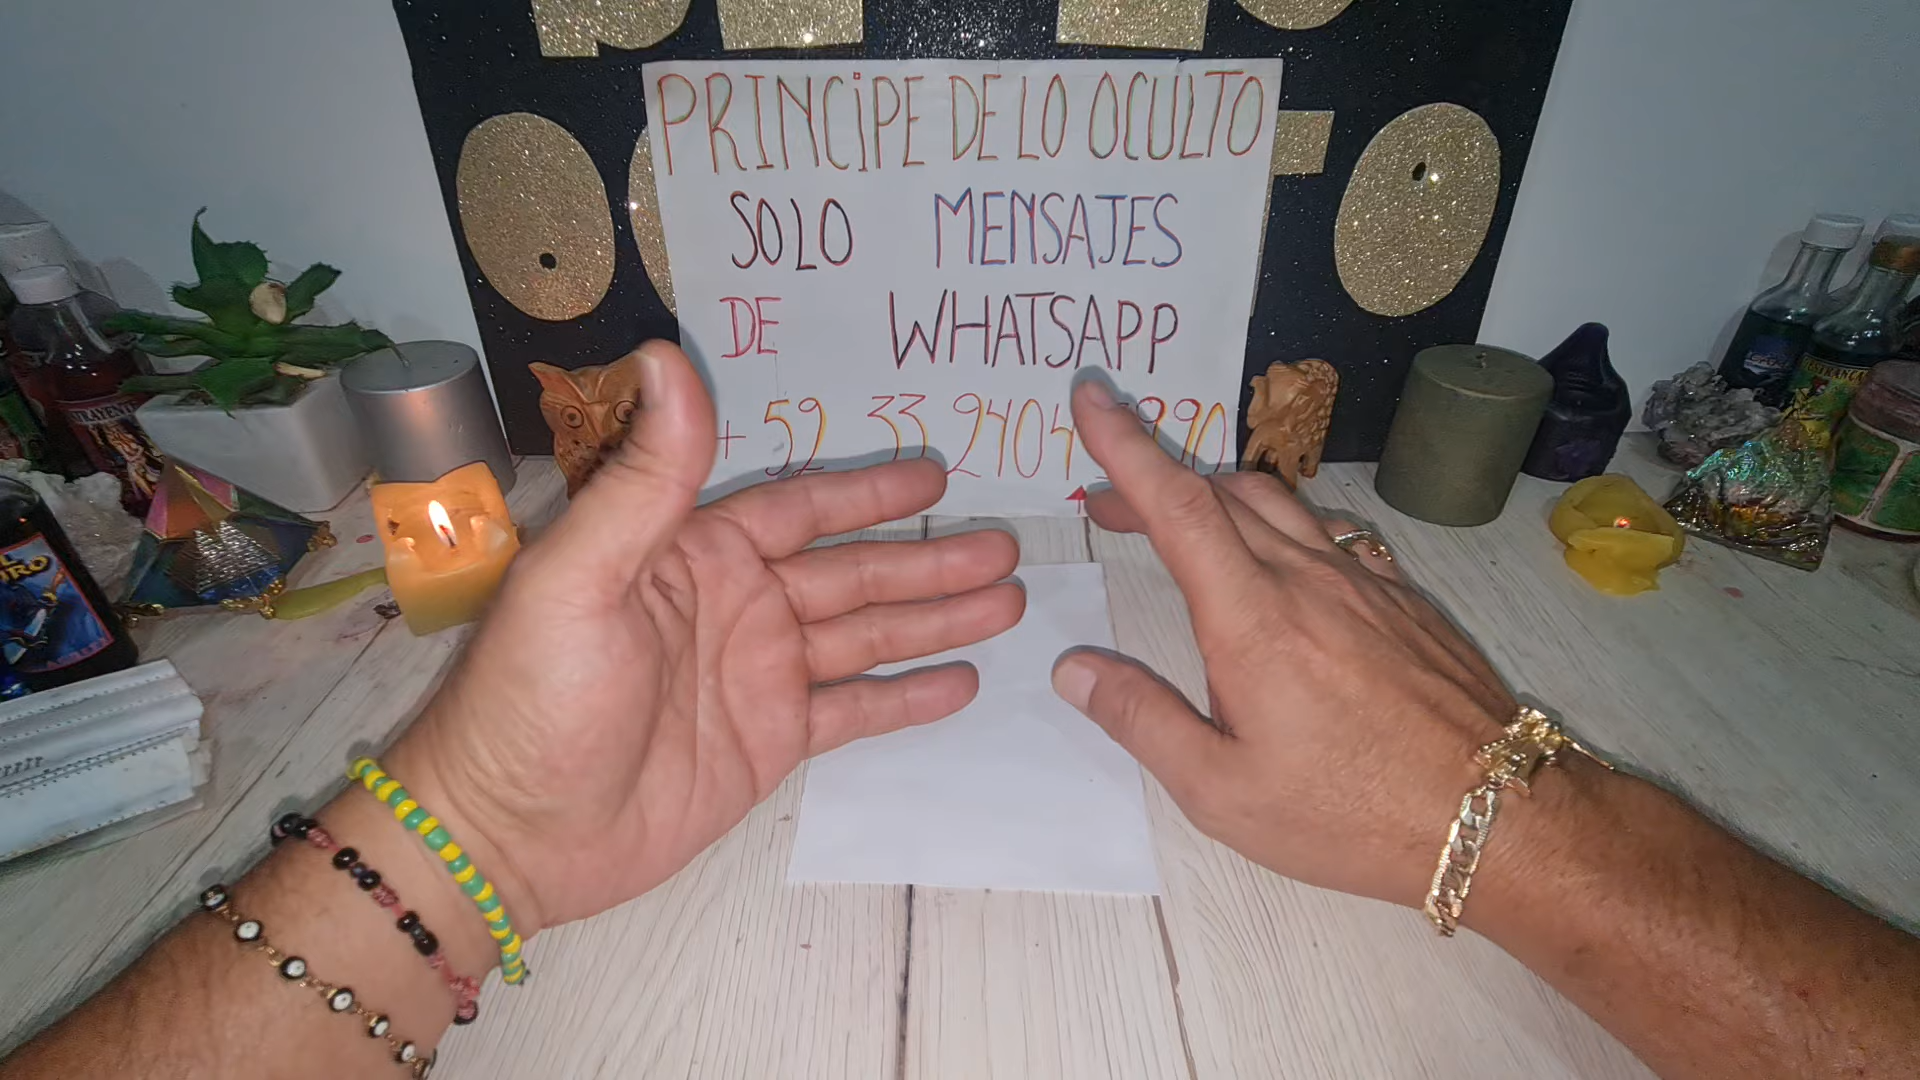 PRINCIPE DE LO OCULTO
SOLO MENSAJES
DE WHATSAPP
+ 52 33 2404